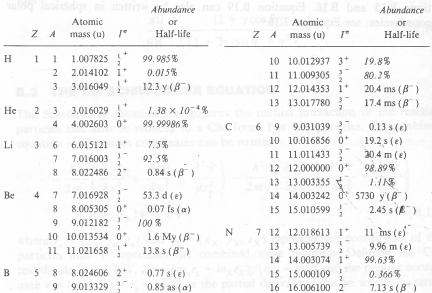 Atomic Abundance or
Z A mass (u) Iπ Half-life
H 1 1 1.007825 1/2+ 99.985%
2 2.014102 1+ 0.015%
3 3.016049 1/2+ 12.3 y (β−)
He 2 3 3.016029 1/2+ 1.38 × 10−4%
4 4.002603 0+ 99.99986%
Li 3 6 6.015121 1+ 7.5%
7 7.016003 3/2− 92.5%
8 8.022486 2+ 0.84 s (β−)
Be 4 7 7.016928 3/2− 53.3 d (ε)
8 8.005305 0+ 0.07 fs (α)
9 9.012182 3/2− 100%
10 10.013534 0+ 1.6 My (β−)
11 11.021658 1/2+ 13.8 s (β−)
B 5 8 8.024606 2+ 0.77 s (ε)
9 9.013329 3/2− 0.85 as (α)
Atomic Abundance or
Z A mass (u) Iπ Half-life
10 10.012937 3+ 19.8%
11 11.009305 3/2− 80.2%
12 12.014353 1+ 20.4 ms (β−)
13 13.017780 3/2− 17.4 ms (β−)
C 6 9 9.031039 3/2− 0.13 s (ε)
10 10.016856 0+ 19.2 s (ε)
11 11.011433 3/2− 20.4 m (ε)
12 12.000000 0+ 98.89%
13 13.003355 1.11%
14 14.003242 0+ 5730 y (β−)
15 15.010599 1/2+ 2.45 s (β−)
N 7 12 12.018613 1+ 11 ms (ε)
13 13.005739 1/2− 9.96 m (ε)
14 14.003074 1+ 99.63%
15 15.000109 1/2− 0.366%
16 16.006100 2− 7.13 s (β−)